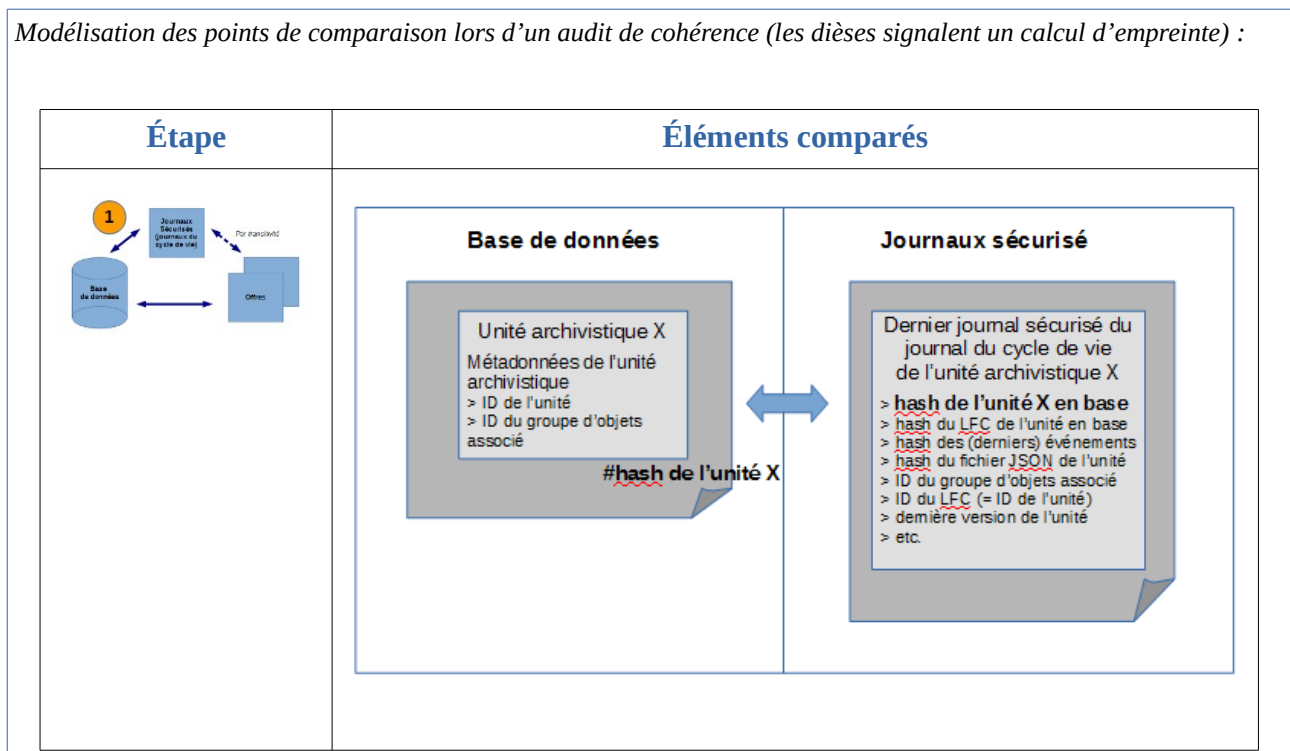 Modélisation des points de comparaison lors d’un audit de cohérence (les dièses signalent un calcul d’empreinte) :
Étape
Éléments comparés
1
Journaux
Sécurisés
(journaux du
cycle de vie)
Par transitivité
Base
de données
Offres
Base de données
Journaux sécurisé
Unité archivistique X
Métadonnées de l’unité
archivistique
> ID de l’unité
> ID du groupe d’objets
associé
#hash de l’unité X
Dernier journal sécurisé du
journal du cycle de vie
de l’unité archivistique X
> hash de l’unité X en base
> hash du LFC de l’unité en base
> hash des (derniers) événements
> hash du fichier JSON de l’unité
> ID du groupe d’objets associé
> ID du LFC (= ID de l’unité)
> dernière version de l’unité
> etc.